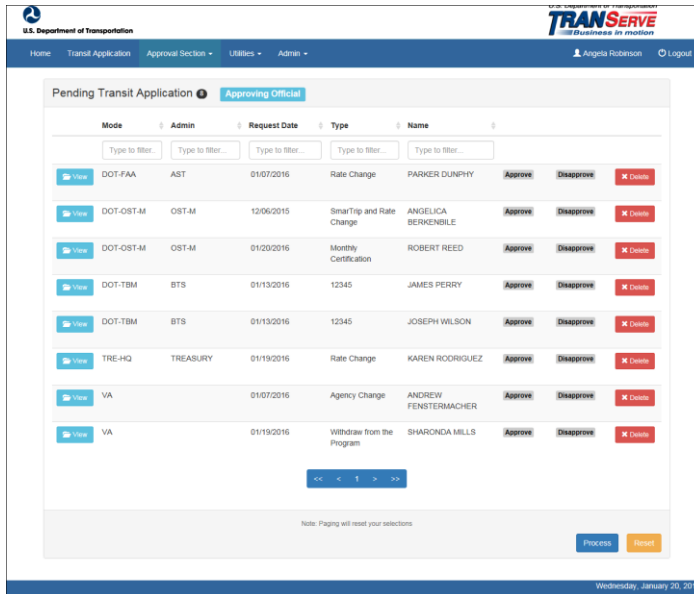 U.S. Department of Transportation
U.S. Department of Transportation
TRANSERVE
Business in motion
Home Transit Application Approval Section Utilities Admin Angela Robinson Logout
Pending Transit Application 8 Approving Official
Mode Admin Request Date Type Name
Type to filter... Type to filter... Type to filter... Type to filter... Type to filter...
View DOT-FAA AST 01/07/2016 Rate Change PARKER DUNPHY Approve Disapprove Delete
View DOT-OST-M OST-M 12/06/2015 SmarTrip and Rate ANGELICA Approve Disapprove Delete
Change BERKENBILE
View DOT-OST-M OST-M 01/20/2016 Monthly ROBERT REED Approve Disapprove Delete
Certification
View DOT-TBM BTS 01/13/2016 12345 JAMES PERRY Approve Disapprove Delete
View DOT-TBM BTS 01/13/2016 12345 JOSEPH WILSON Approve Disapprove Delete
View TRE-HQ TREASURY 01/19/2016 Rate Change KAREN RODRIGUEZ Approve Disapprove Delete
View VA 01/07/2016 Agency Change ANDREW Approve Disapprove Delete
FENSTERMACHER
View VA 01/19/2016 Withdraw from the SHARONDA MILLS Approve Disapprove Delete
Program
<< < 1 > >>
Note: Paging will reset your selections
Process Reset
Wednesday, January 20, 201